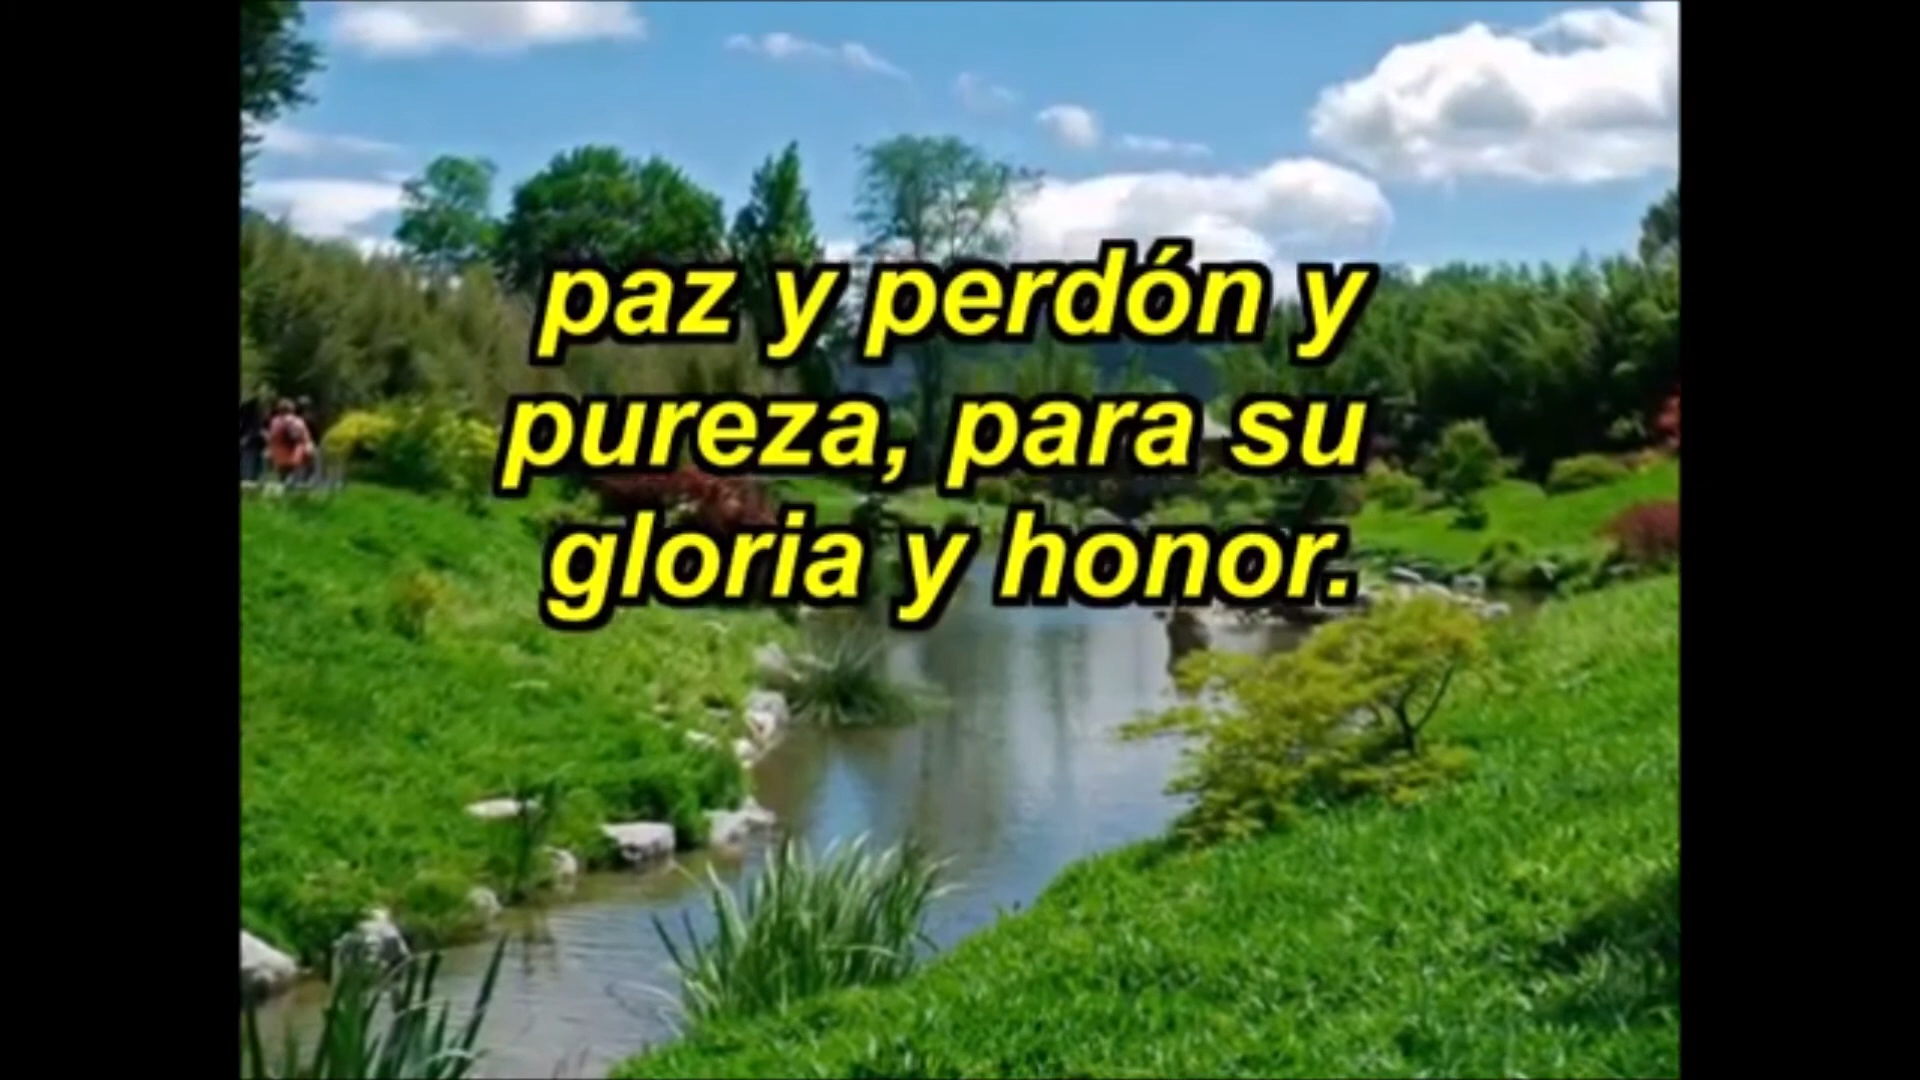 paz y perdón y
pureza, para su
gloria y honor.